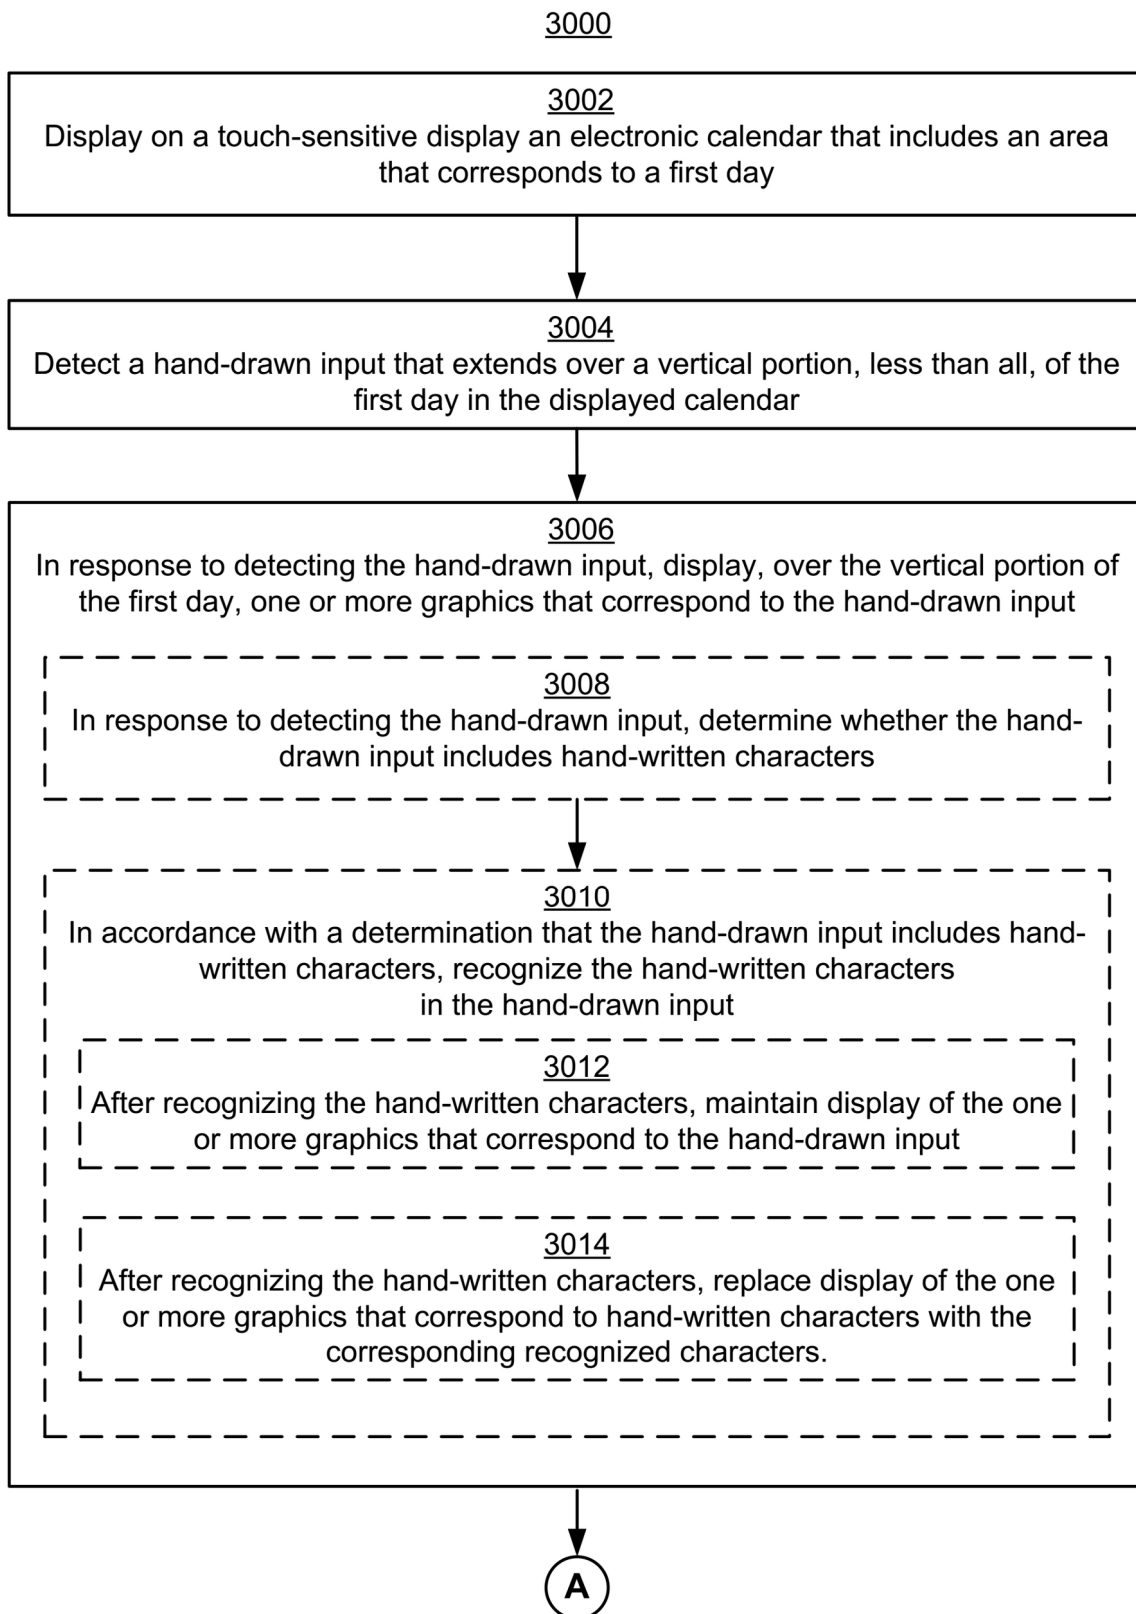 3000
3002
Display on a touch-sensitive display an electronic calendar that includes an area
that corresponds to a first day
3004
Detect a hand-drawn input that extends over a vertical portion, less than all, of the
first day in the displayed calendar
3006
In response to detecting the hand-drawn input, display, over the vertical portion of
the first day, one or more graphics that correspond to the hand-drawn input
3008
In response to detecting the hand-drawn input, determine whether the hand-
drawn input includes hand-written characters
3010
In accordance with a determination that the hand-drawn input includes hand-
written characters, recognize the hand-written characters
in the hand-drawn input
3012
After recognizing the hand-written characters, maintain display of the one
or more graphics that correspond to the hand-drawn input
3014
After recognizing the hand-written characters, replace display of the one
or more graphics that correspond to hand-written characters with the
corresponding recognized characters.
A